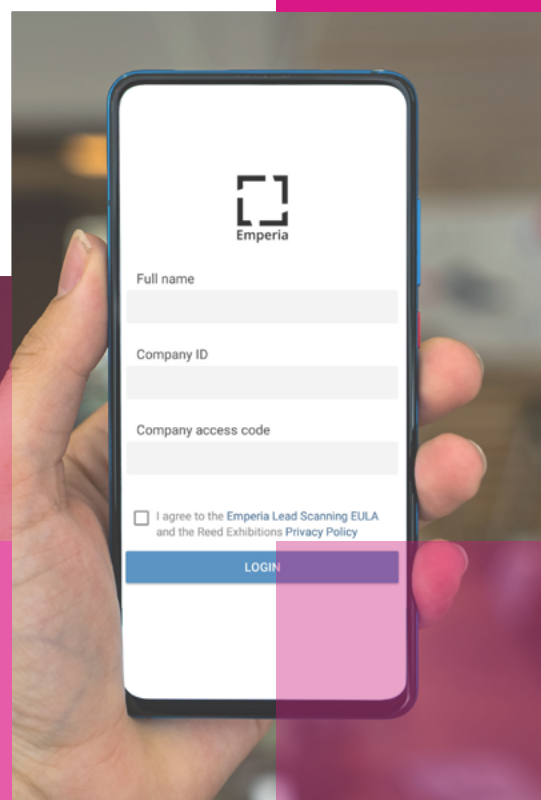 Emperia
Full name
Company ID
Company access code
I agree to the Emperia Lead Scanning EULA
and the Reed Exhibitions Privacy Policy
LOGIN